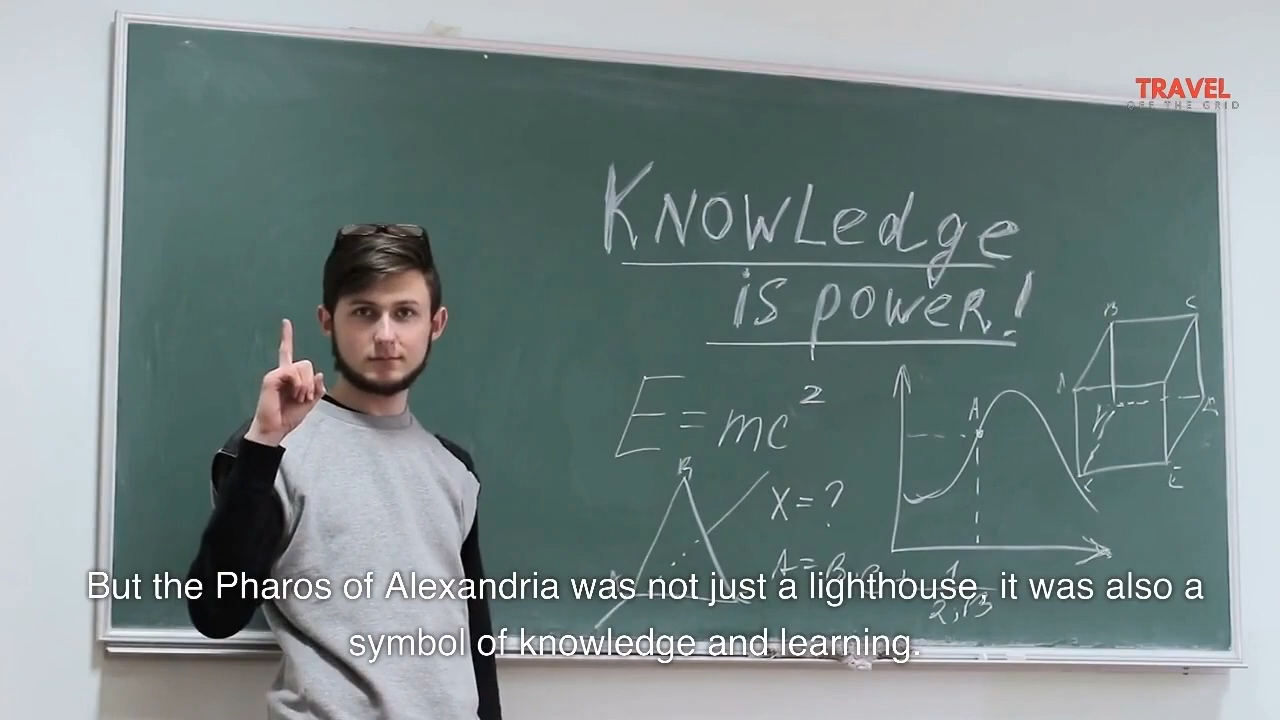 TRAVEL
OFF THE GRID
Knowledge
is power!
E=mc²
B
X=?
A
B
C
A
E
But the Pharos of Alexandria was not just a lighthouse, it was also a
symbol of knowledge and learning.